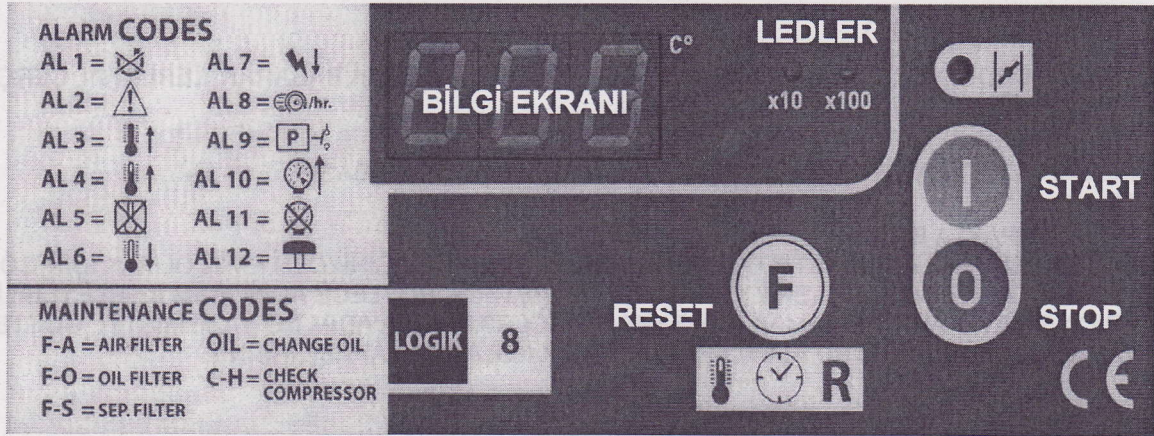 ALARM CODES
AL 1 =
AL 2 =
AL 3 =
AL 4 =
AL 5 =
AL 6 =
AL 7 =
AL 8 = /hr.
AL 9 = P
AL 10 =
AL 11 =
AL 12 =
MAINTENANCE CODES
F-A = AIR FILTER
F-O = OIL FILTER
F-S = SEP. FILTER
OIL = CHANGE OIL
C-H = CHECK
COMPRESSOR
LOGIK 8
000 C°
BİLGİ EKRANI
LEDLER
x10 x100
I
START
O
STOP
RESET
F
R
CE